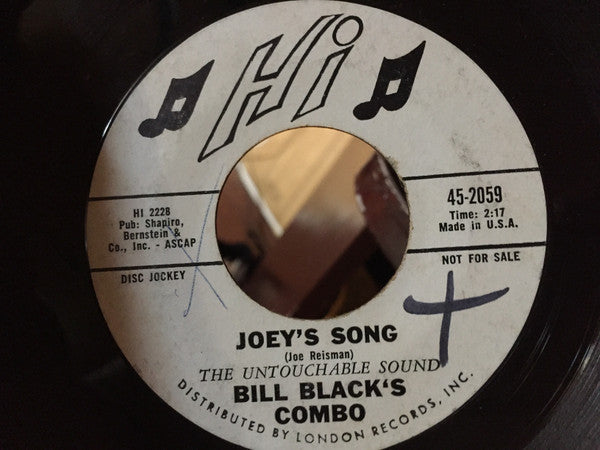 Hi
HI 2228
Pub: Shapiro,
Bernstein &
Co., Inc. - ASCAP
DISC JOCKEY
45-2059
Time: 2:17
Made in U.S.A.
NOT FOR SALE
JOEY'S SONG
(Joe Reisman)
THE UNTOUCHABLE SOUND
BILL BLACK'S
COMBO
DISTRIBUTED BY LONDON RECORDS, INC.